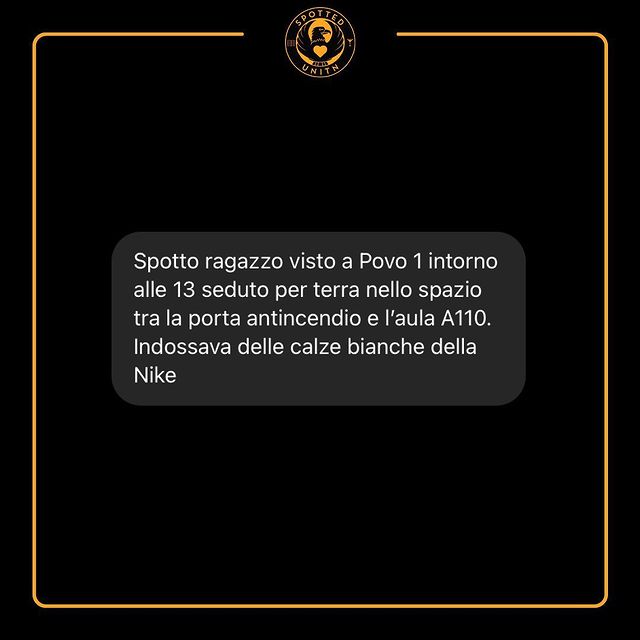 SPOTTED
UNITN
Spotto ragazzo visto a Povo 1 intorno
alle 13 seduto per terra nello spazio
tra la porta antincendio e l’aula A110.
Indossava delle calze bianche della
Nike